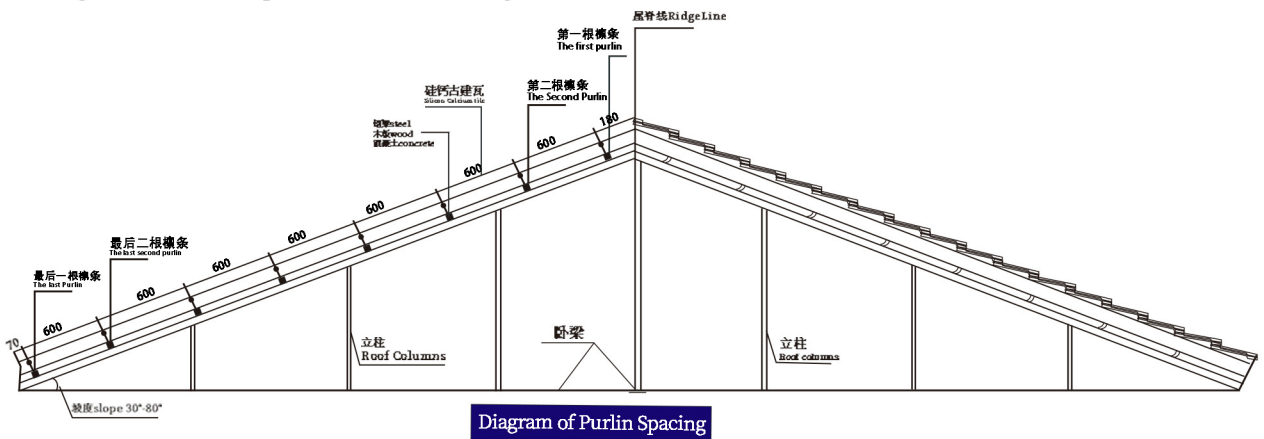 屋脊线RidgeLine
第一根檩条
The first purlin
第二根檩条
The Second Purlin
硅钙古建瓦
Silicon Calcium tile
钢架steel
木板wood
混凝土concrete
180
600
600
600
600
600
600
600
70
最后二根檩条
The last second purlin
最后一根檩条
The last Purlin
立柱
Roof Columns
卧梁
立柱
Roof columns
坡度slope 30°-80°
Diagram of Purlin Spacing